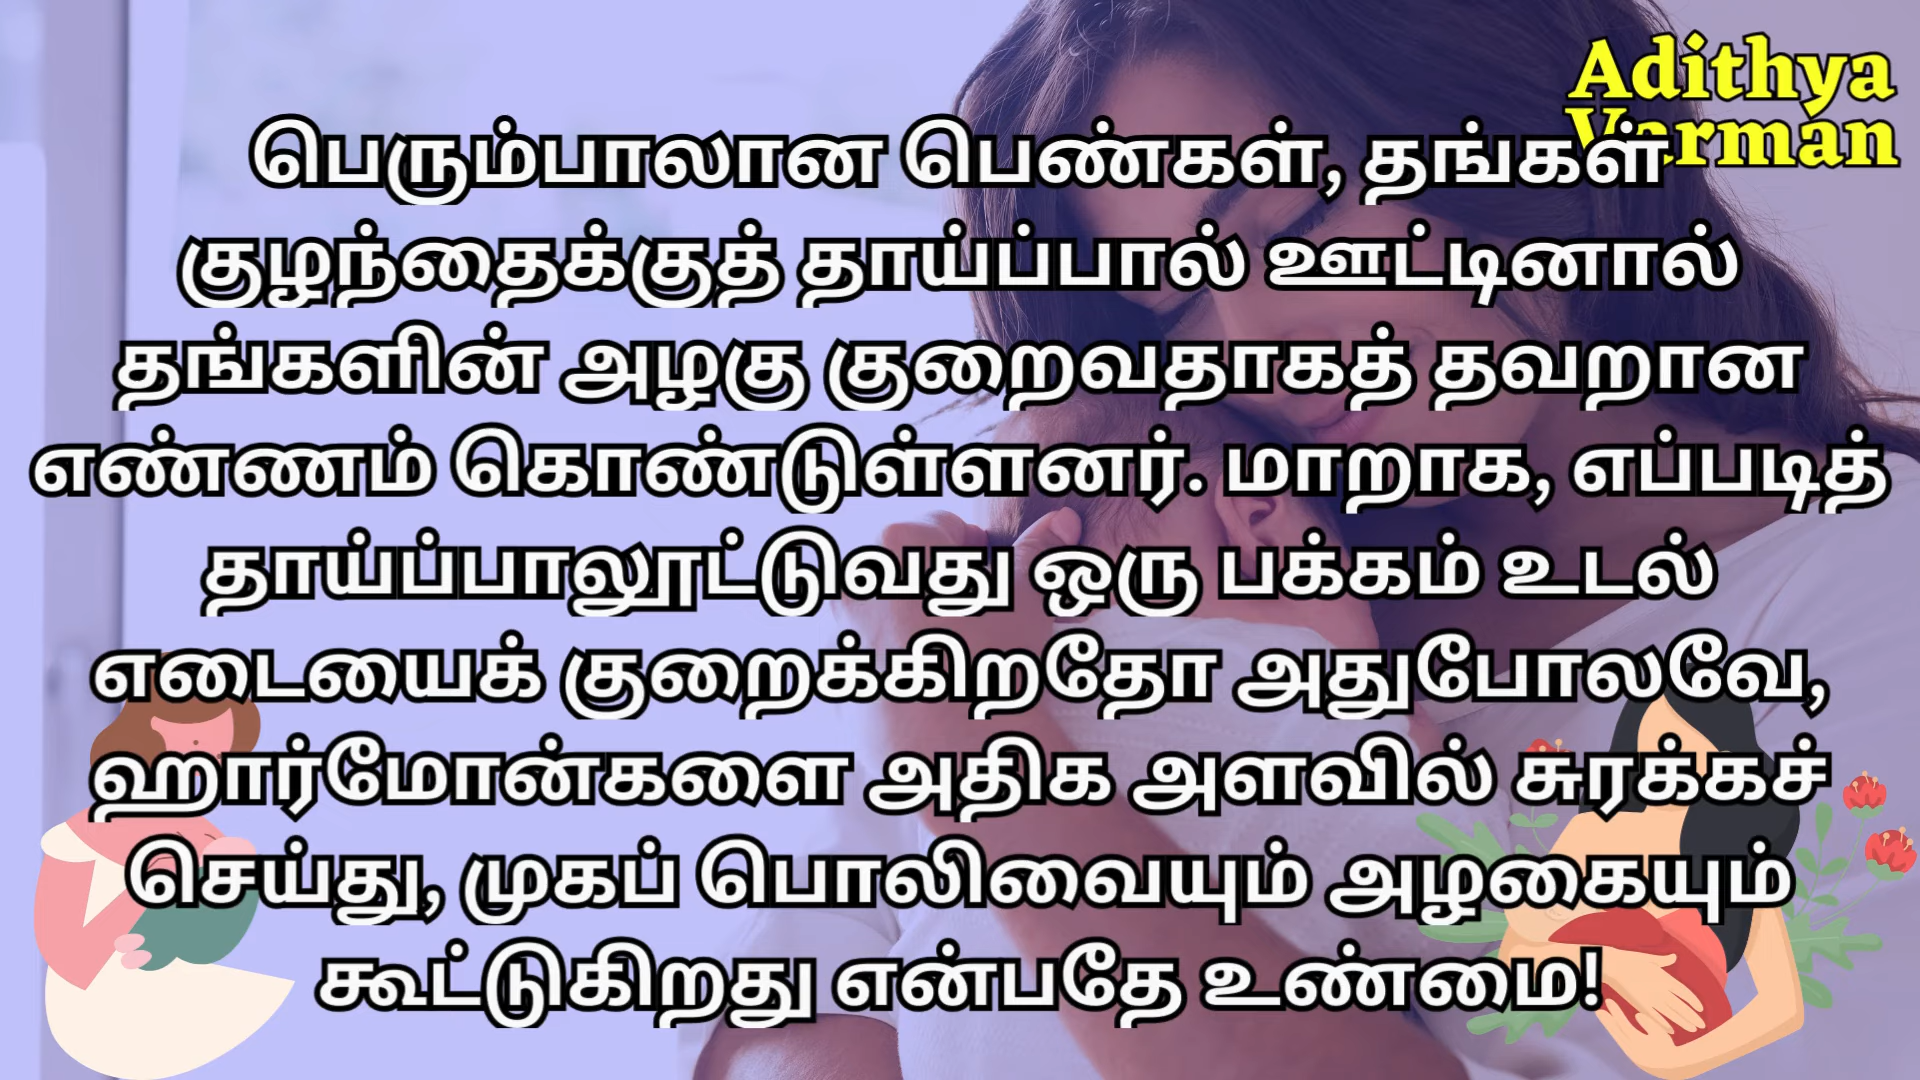 Adithya
Varman
பெரும்பாலான பெண்கள், தங்கள்
குழந்தைக்குத் தாய்ப்பால் ஊட்டினால்
தங்களின் அழகு குறைவதாகத் தவறான
எண்ணம் கொண்டுள்ளனர். மாறாக, எப்படித்
தாய்ப்பாலூட்டுவது ஒரு பக்கம் உடல்
எடையைக் குறைக்கிறதோ அதுபோலவே,
ஹார்மோன்களை அதிக அளவில் சுரக்கச்
செய்து, முகப் பொலிவையும் அழகையும்
கூட்டுகிறது என்பதே உண்மை!